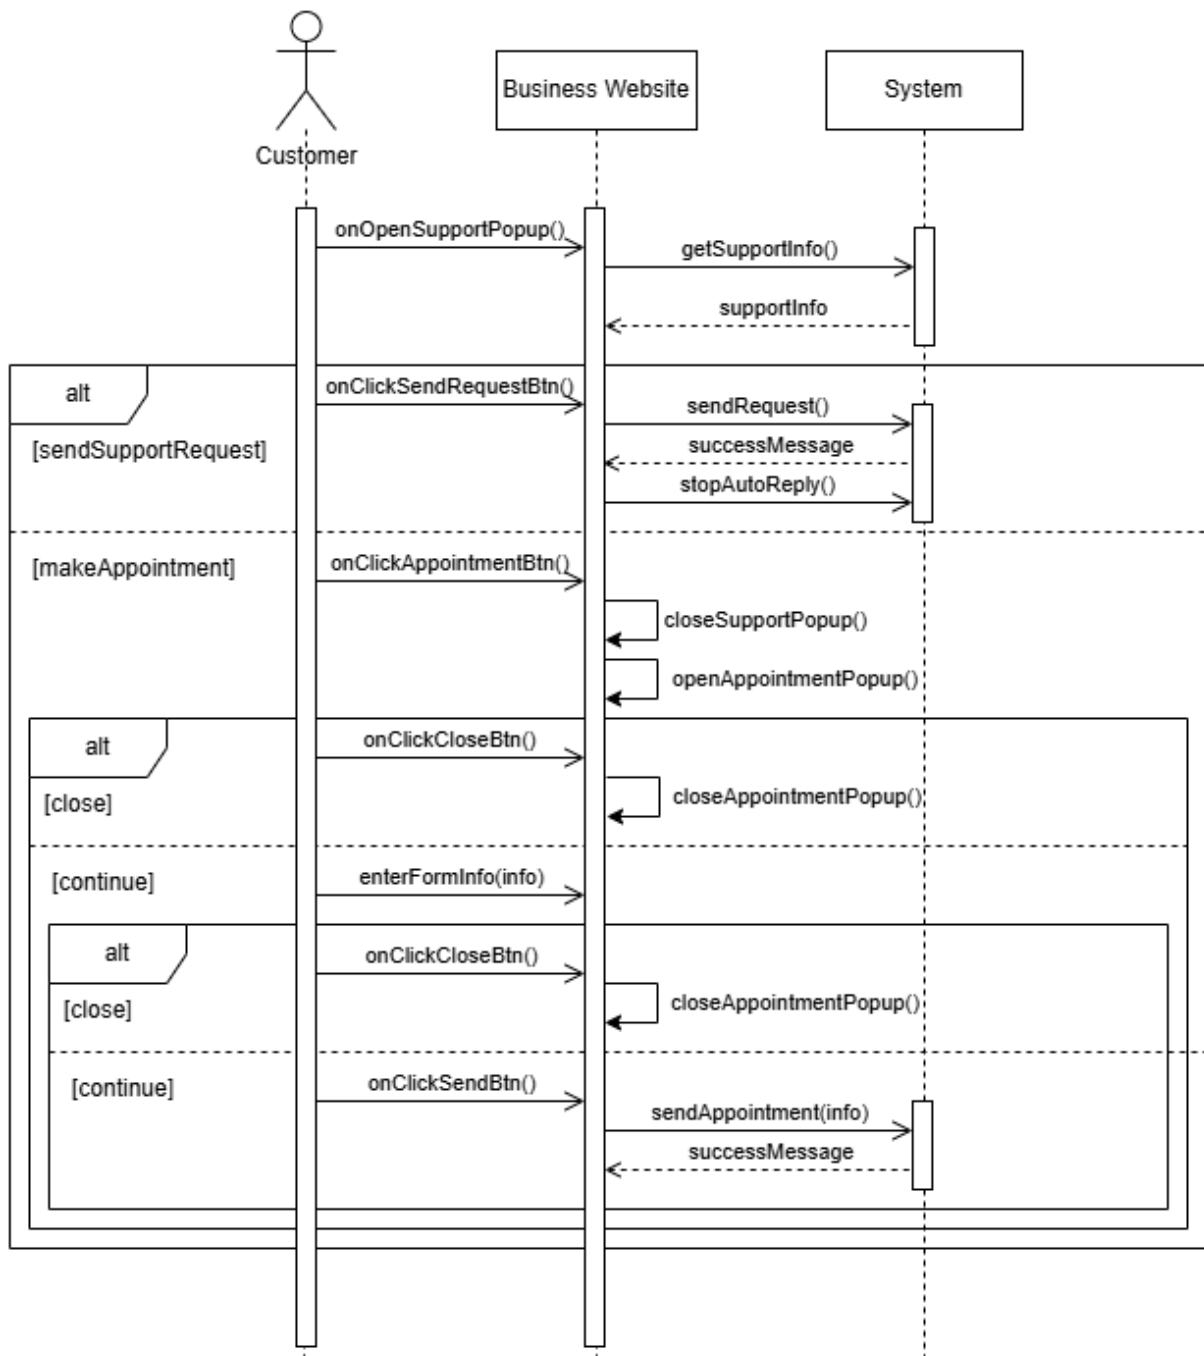 Customer
Business Website
System
onOpenSupportPopup()
getSupportInfo()
supportInfo
alt
onClickSendRequestBtn()
sendRequest()
[sendSupportRequest]
successMessage
stopAutoReply()
[makeAppointment]
onClickAppointmentBtn()
closeSupportPopup()
openAppointmentPopup()
alt
onClickCloseBtn()
[close]
closeAppointmentPopup()
[continue]
enterFormInfo(info)
alt
onClickCloseBtn()
[close]
closeAppointmentPopup()
[continue]
onClickSendBtn()
sendAppointment(info)
successMessage